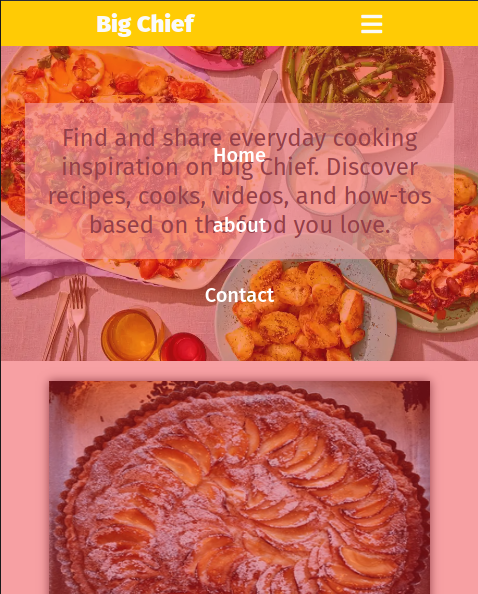 Big Chief
Find and share everyday cooking
Home
inspiration on big Chief. Discover
recipes, cooks, videos, and how-tos
about
based on the food you love.
Contact